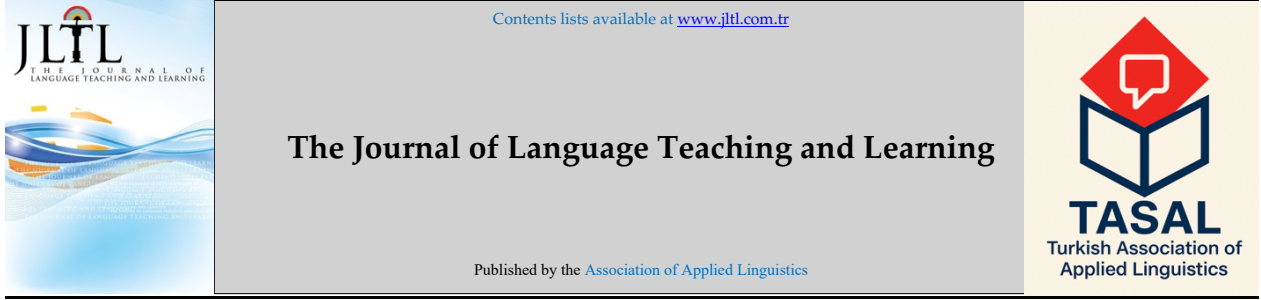 Contents lists available at www.jltl.com.tr
JLTL
THE JOURNAL OF
LANGUAGE TEACHING AND LEARNING
The Journal of Language Teaching and Learning
Published by the Association of Applied Linguistics
TASAL
Turkish Association of
Applied Linguistics